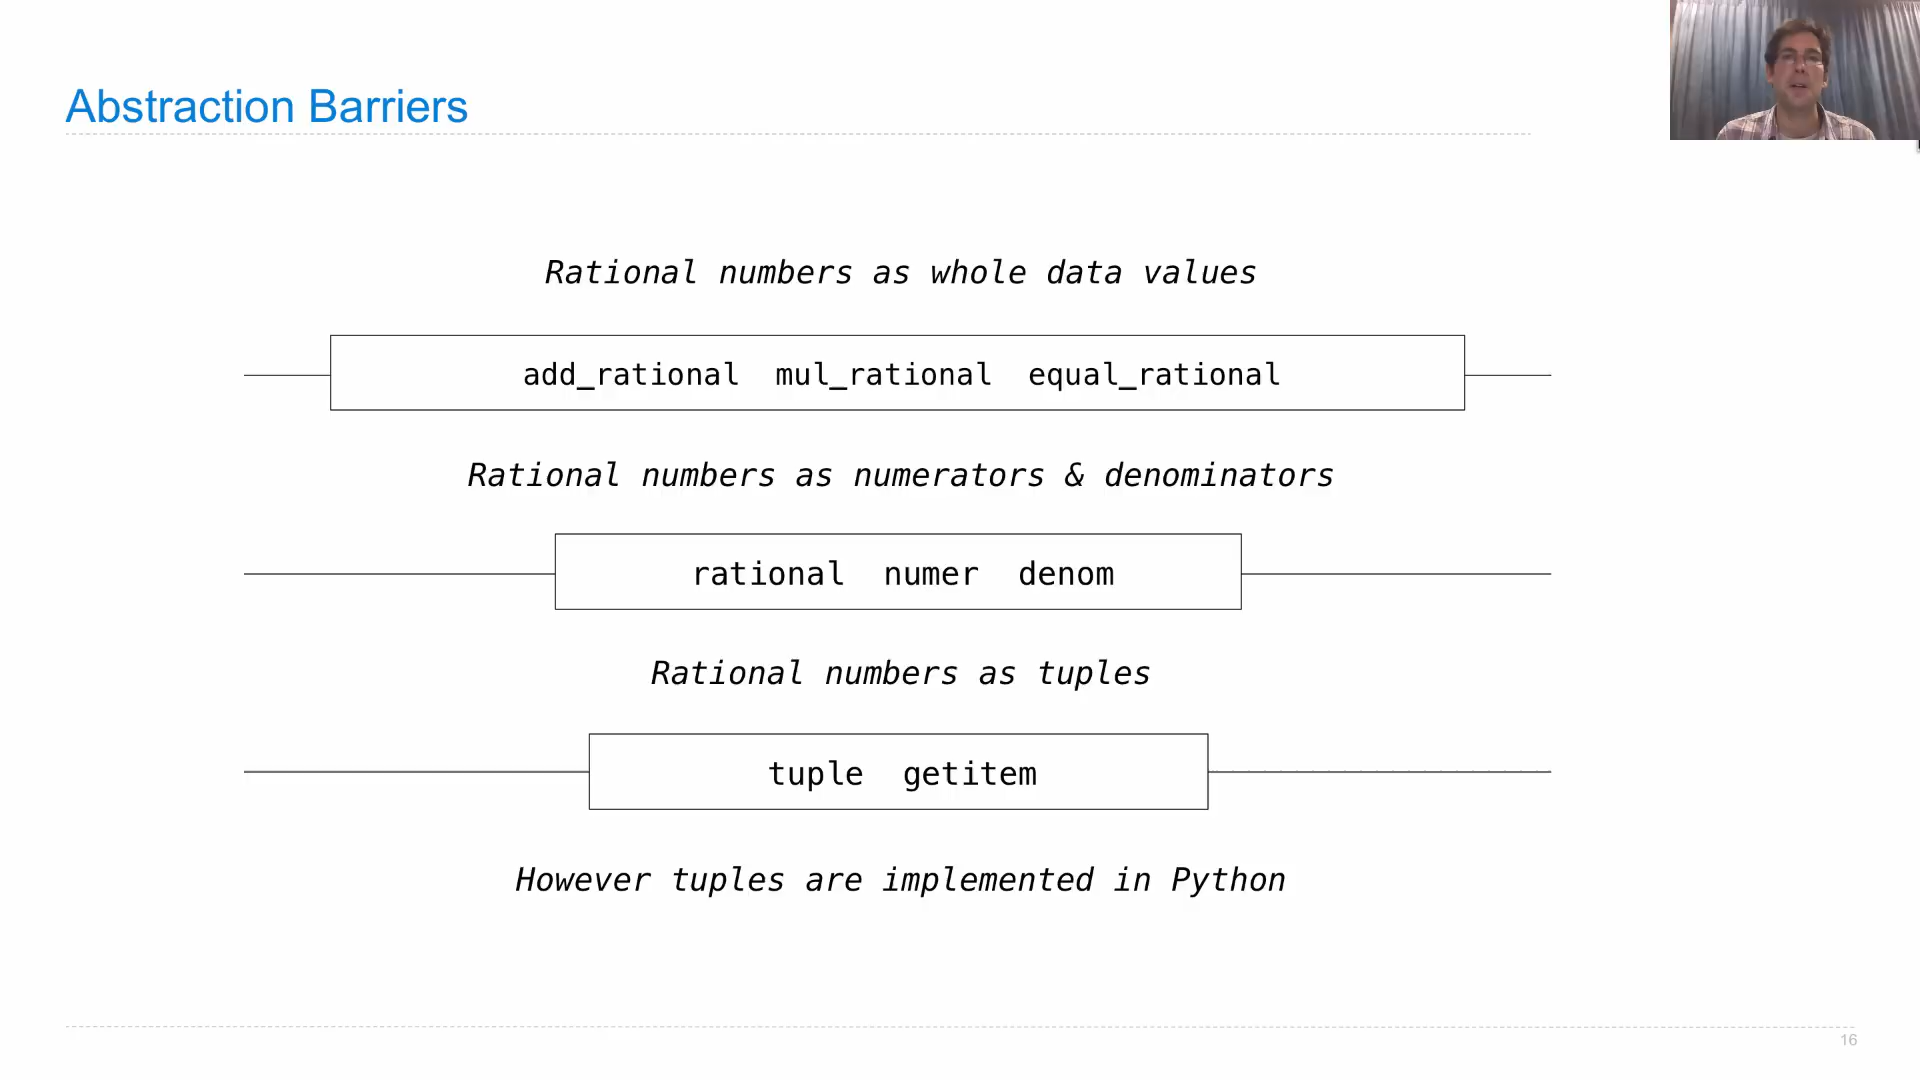 Abstraction Barriers
Rational numbers as whole data values
add_rational mul_rational equal_rational
Rational numbers as numerators & denominators
rational numer denom
Rational numbers as tuples
tuple getitem
However tuples are implemented in Python
16